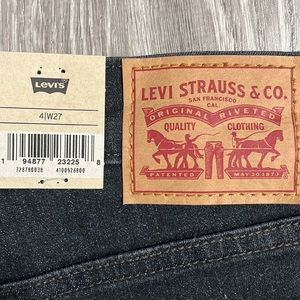 Levi's
4|W27
1 94877 23225 8
LEVI STRAUSS & CO.
SAN FRANCISCO
CAL.
ORIGINAL RIVETED
QUALITY CLOTHING
PATENTED MAY 20 1873